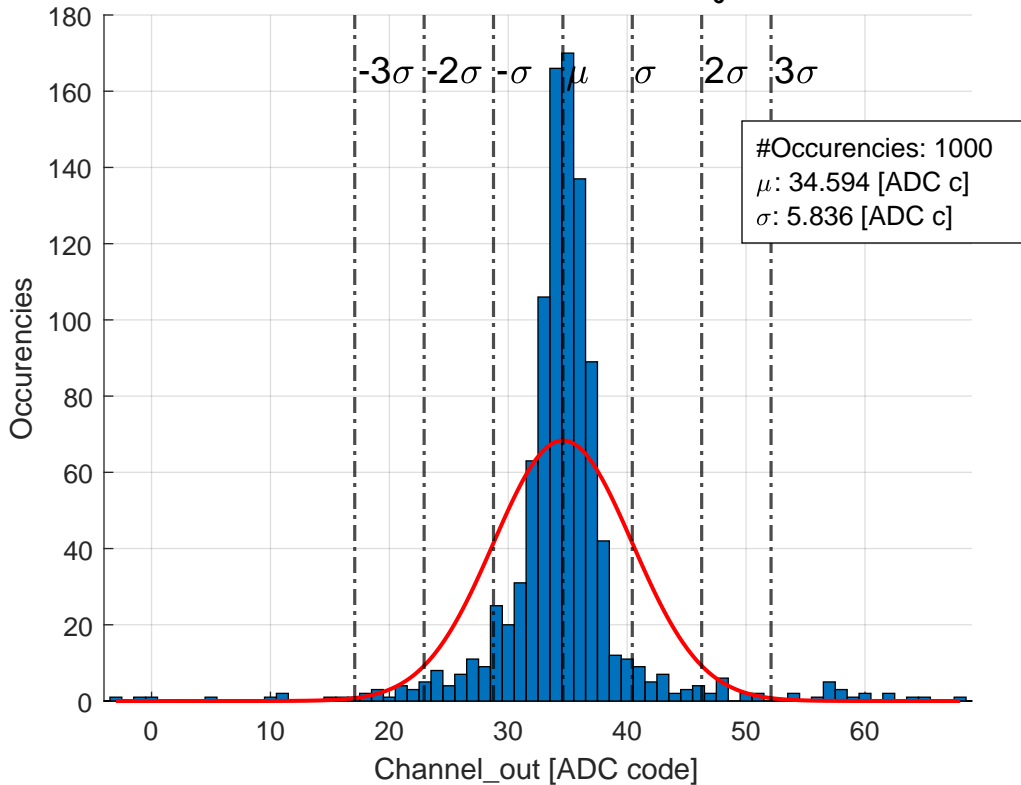 180
160
140
120
100
80
60
40
20
0
Occurencies
-3σ -2σ -σ μ σ 2σ 3σ
#Occurencies: 1000
μ: 34.594 [ADC c]
σ: 5.836 [ADC c]
0 10 20 30 40 50 60
Channel_out [ADC code]